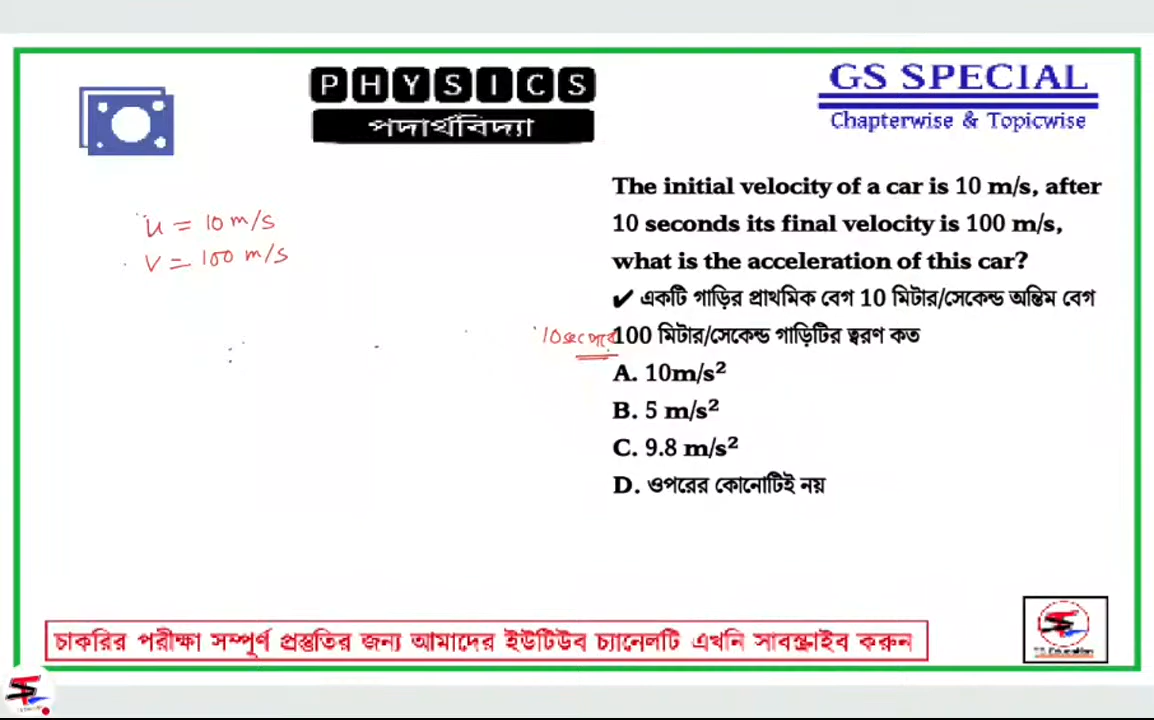 PHYSICS
পদার্থবিদ্যা
GS SPECIAL
Chapterwise & Topicwise
u = 10 m/s
v = 100 m/s
The initial velocity of a car is 10 m/s, after
10 seconds its final velocity is 100 m/s,
what is the acceleration of this car?
✔ একটি গাড়ির প্রাথমিক বেগ 10 মিটার/সেকেন্ড অন্তিম বেগ
10 sec পরে
100 মিটার/সেকেন্ড গাড়িটির ত্বরণ কত
A. 10m/s²
B. 5 m/s²
C. 9.8 m/s²
D. ওপরের কোনোটিই নয়
চাকরির পরীক্ষা সম্পূর্ণ প্রস্তুতির জন্য আমাদের ইউটিউব চ্যানেলটি এখনি সাবস্ক্রাইব করুন